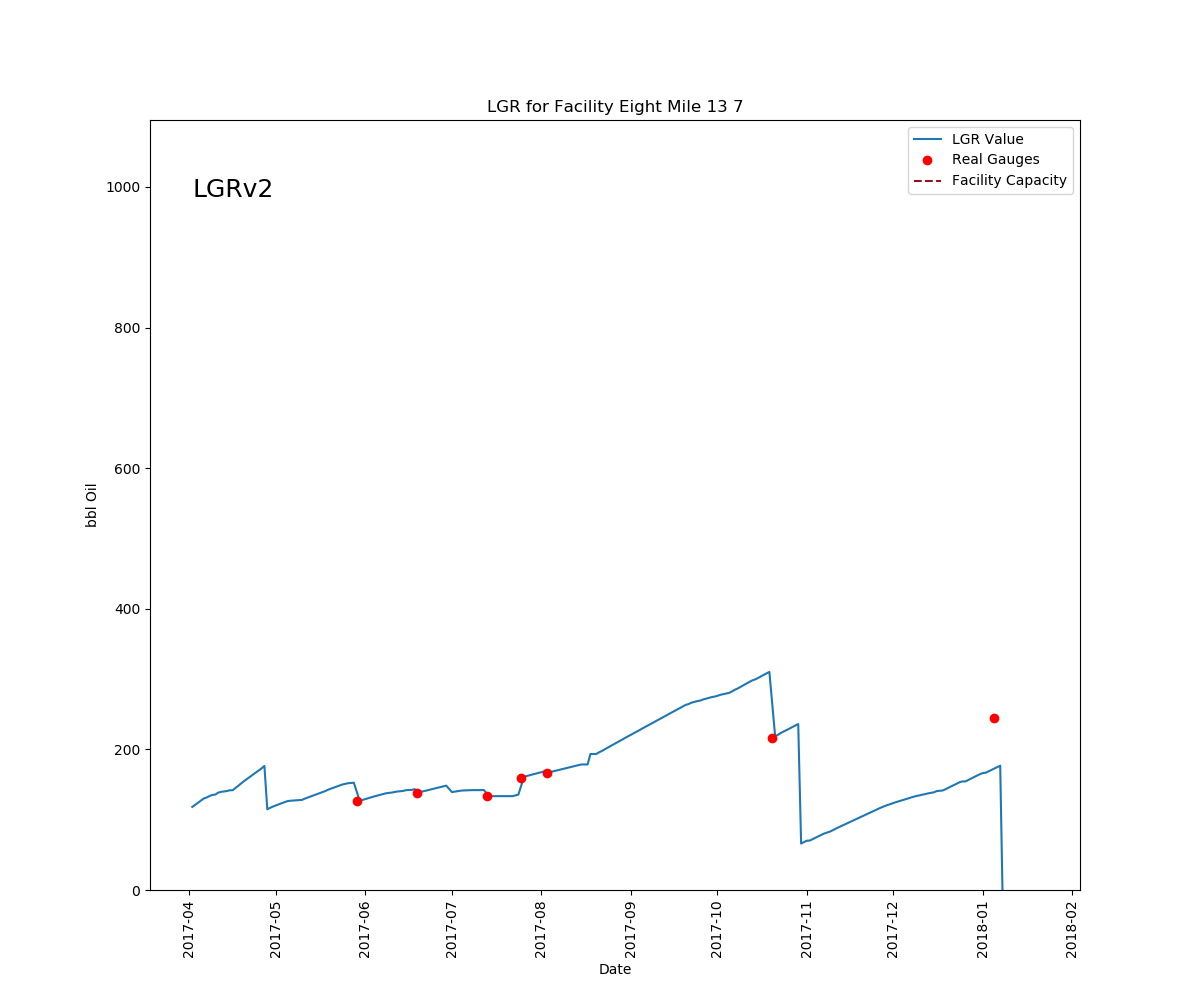 LGR for Facility Eight Mile 13 7
LGRv2
LGR Value
Real Gauges
Facility Capacity
1000
800
600
400
200
0
bbl Oil
2017-04
2017-05
2017-06
2017-07
2017-08
2017-09
2017-10
2017-11
2017-12
2018-01
2018-02
Date